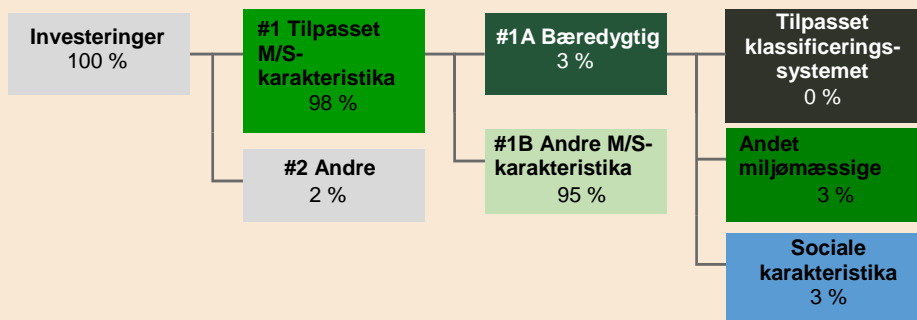 Investeringer
100 %
#1 Tilpasset
M/S-
karakteristika
98 %
#2 Andre
2 %
#1A Bæredygtig
3 %
#1B Andre M/S-
karakteristika
95 %
Tilpasset
klassificerings-
systemet
0 %
Andet
miljømæssige
3 %
Sociale
karakteristika
3 %